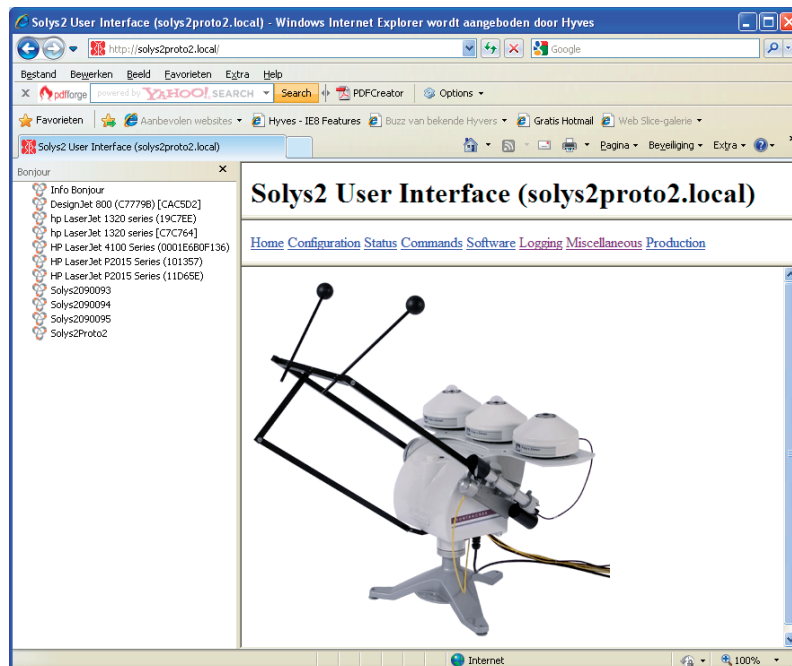 Solys2 User Interface (solys2proto2.local) - Windows Internet Explorer wordt aangeboden door Hyves
http://solys2proto2.local/
Google
Bestand Bewerken Beeld Favorieten Extra Help
X pdfforge powered by YAHOO! SEARCH Search PDFCreator Options
Favorieten Aanbevolen websites Hyves - IE8 Features Buzz van bekende Hyvers Gratis Hotmail Web Slice-galerie
Solys2 User Interface (solys2proto2.local)
Pagina Beveiliging Extra
Bonjour X
Info Bonjour
DesignJet 800 (C7779B) [CAC5D2]
hp LaserJet 1320 series (19C7EE)
hp LaserJet 1320 series [C7C764]
HP LaserJet 4100 Series (0001E6B0F136)
HP LaserJet P2015 Series (101357)
HP LaserJet P2015 Series (11D65E)
Solys2090093
Solys2090094
Solys2090095
Solys2Proto2
Solys2 User Interface (solys2proto2.local)
Home Configuration Status Commands Software Logging Miscellaneous Production
Internet
100%